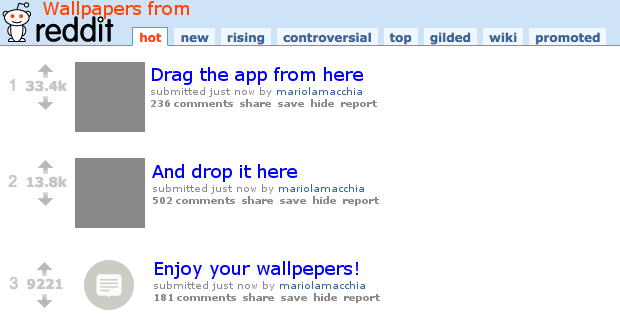 Wallpapers from
reddit
hot new rising controversial top gilded wiki promoted
1 33.4k
Drag the app from here
submitted just now by mariolamacchia
236 comments share save hide report
2 13.8k
And drop it here
submitted just now by mariolamacchia
502 comments share save hide report
3 9221
Enjoy your wallpepers!
submitted just now by mariolamacchia
181 comments share save hide report